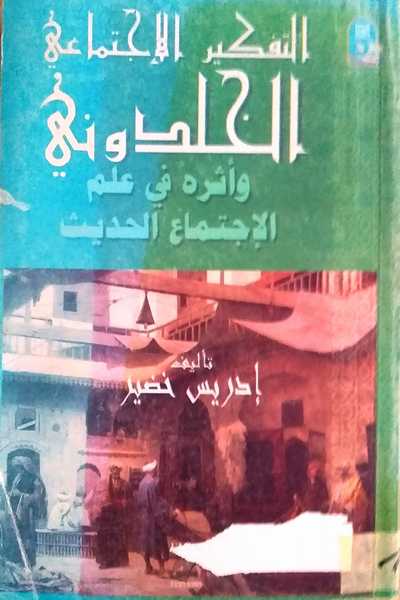 التفكير الإجتماعي
الخلدوني
وأثره في علم
الإجتماع الحديث
تأليف
إدريس خضير